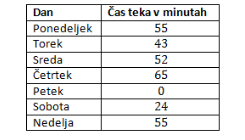 Dan Čas teka v minutah
Ponedeljek 55
Torek 43
Sreda 52
Četrtek 65
Petek 0
Sobota 24
Nedelja 55